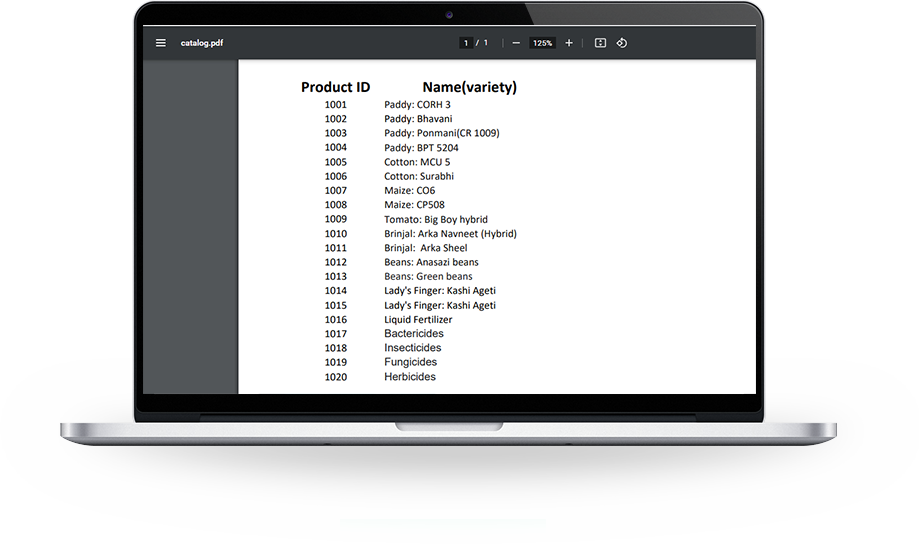 catalog.pdf 1 / 1 125%
Product ID Name(variety)
1001 Paddy: CORH 3
1002 Paddy: Bhavani
1003 Paddy: Ponmani(CR 1009)
1004 Paddy: BPT 5204
1005 Cotton: MCU 5
1006 Cotton: Surabhi
1007 Maize: CO6
1008 Maize: CP508
1009 Tomato: Big Boy hybrid
1010 Brinjal: Arka Navneet (Hybrid)
1011 Brinjal: Arka Sheel
1012 Beans: Anasazi beans
1013 Beans: Green beans
1014 Lady's Finger: Kashi Ageti
1015 Lady's Finger: Kashi Ageti
1016 Liquid Fertilizer
1017 Bactericides
1018 Insecticides
1019 Fungicides
1020 Herbicides